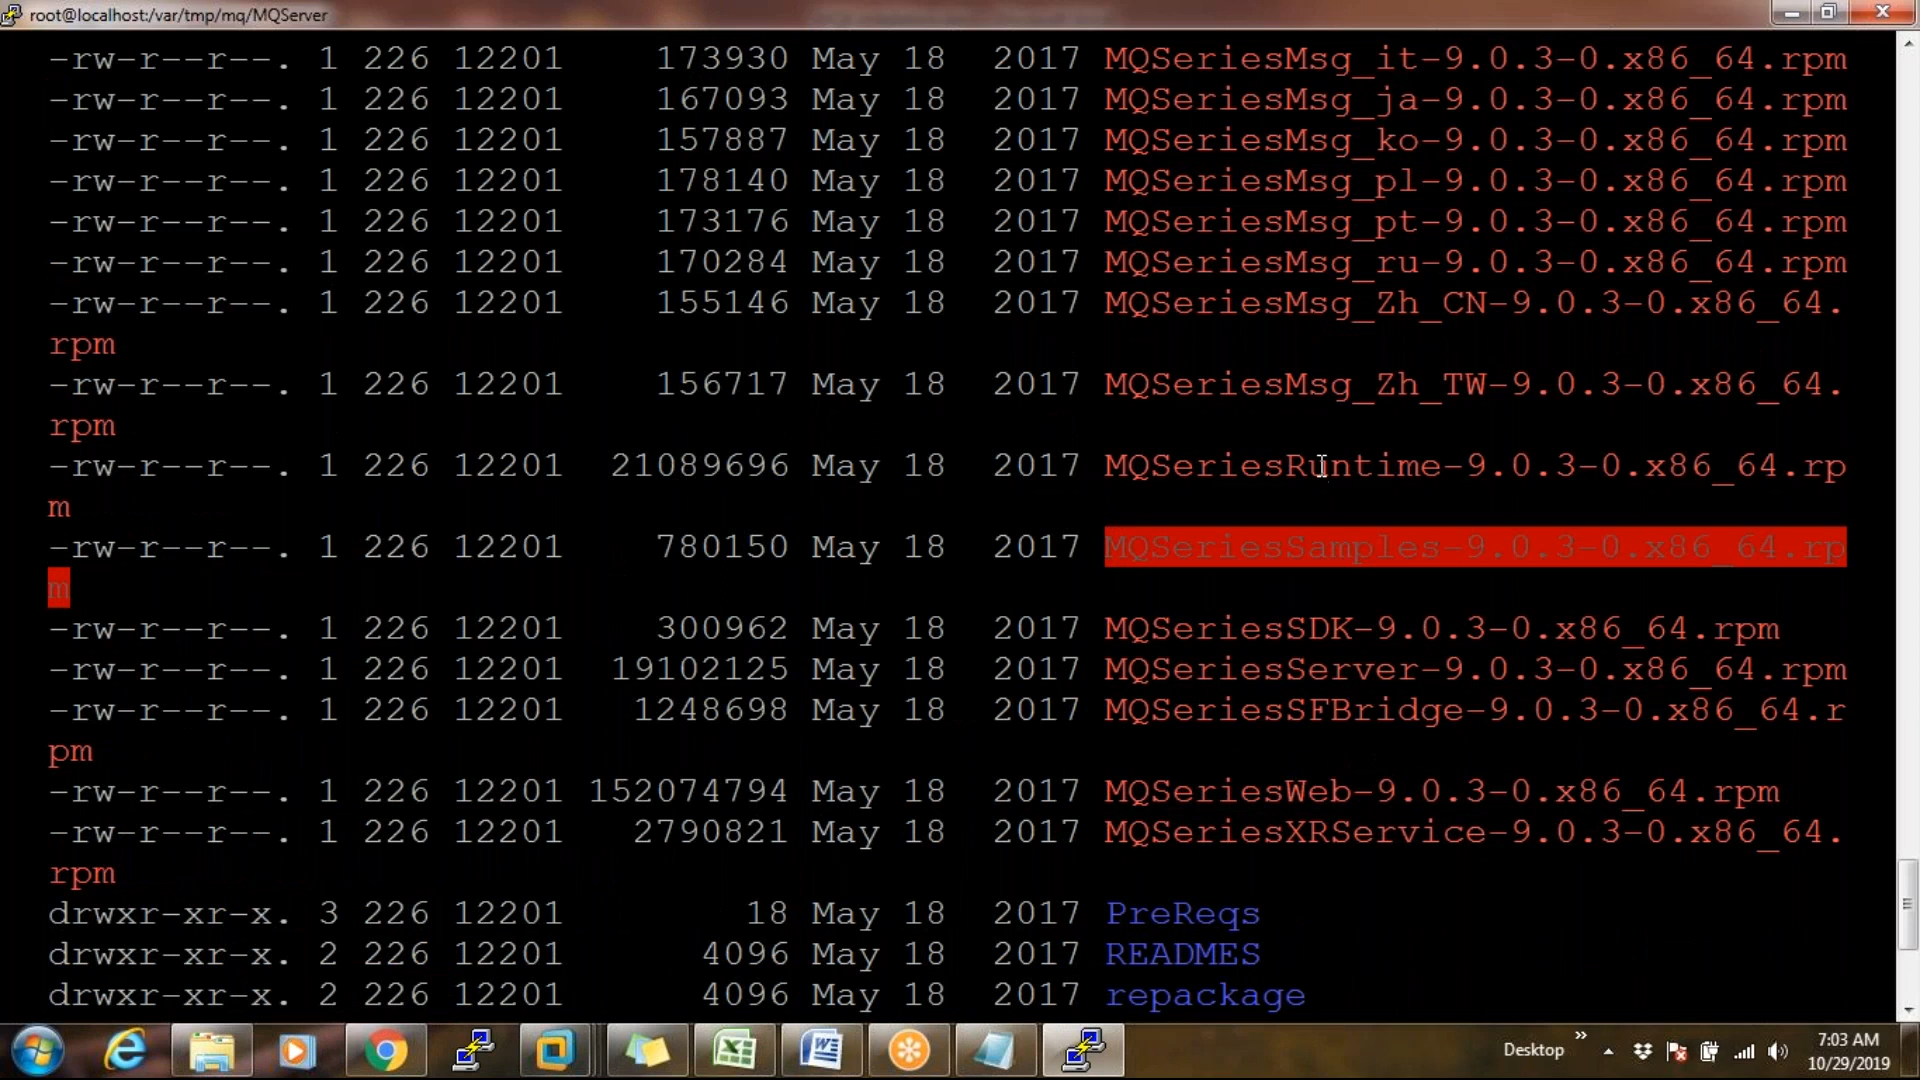 root@localhost:/var/tmp/mq/MQServer
-rw-r--r--. 1 226 12201    173930 May 18  2017 MQSeriesMsg_it-9.0.3-0.x86_64.rpm
-rw-r--r--. 1 226 12201    167093 May 18  2017 MQSeriesMsg_ja-9.0.3-0.x86_64.rpm
-rw-r--r--. 1 226 12201    157887 May 18  2017 MQSeriesMsg_ko-9.0.3-0.x86_64.rpm
-rw-r--r--. 1 226 12201    178140 May 18  2017 MQSeriesMsg_pl-9.0.3-0.x86_64.rpm
-rw-r--r--. 1 226 12201    173176 May 18  2017 MQSeriesMsg_pt-9.0.3-0.x86_64.rpm
-rw-r--r--. 1 226 12201    170284 May 18  2017 MQSeriesMsg_ru-9.0.3-0.x86_64.rpm
-rw-r--r--. 1 226 12201    155146 May 18  2017 MQSeriesMsg_Zh_CN-9.0.3-0.x86_64.
rpm
-rw-r--r--. 1 226 12201    156717 May 18  2017 MQSeriesMsg_Zh_TW-9.0.3-0.x86_64.
rpm
-rw-r--r--. 1 226 12201  21089696 May 18  2017 MQSeriesRuntime-9.0.3-0.x86_64.rp
m
-rw-r--r--. 1 226 12201    780150 May 18  2017 MQSeriesSamples-9.0.3-0.x86_64.rp
m
-rw-r--r--. 1 226 12201    300962 May 18  2017 MQSeriesSDK-9.0.3-0.x86_64.rpm
-rw-r--r--. 1 226 12201  19102125 May 18  2017 MQSeriesServer-9.0.3-0.x86_64.rpm
-rw-r--r--. 1 226 12201   1248698 May 18  2017 MQSeriesSFBridge-9.0.3-0.x86_64.r
pm
-rw-r--r--. 1 226 12201 152074794 May 18  2017 MQSeriesWeb-9.0.3-0.x86_64.rpm
-rw-r--r--. 1 226 12201   2790821 May 18  2017 MQSeriesXRService-9.0.3-0.x86_64.
rpm
drwxr-xr-x. 3 226 12201        18 May 18  2017 PreReqs
drwxr-xr-x. 2 226 12201      4096 May 18  2017 READMES
drwxr-xr-x. 2 226 12201      4096 May 18  2017 repackage
Desktop
7:03 AM
10/29/2019